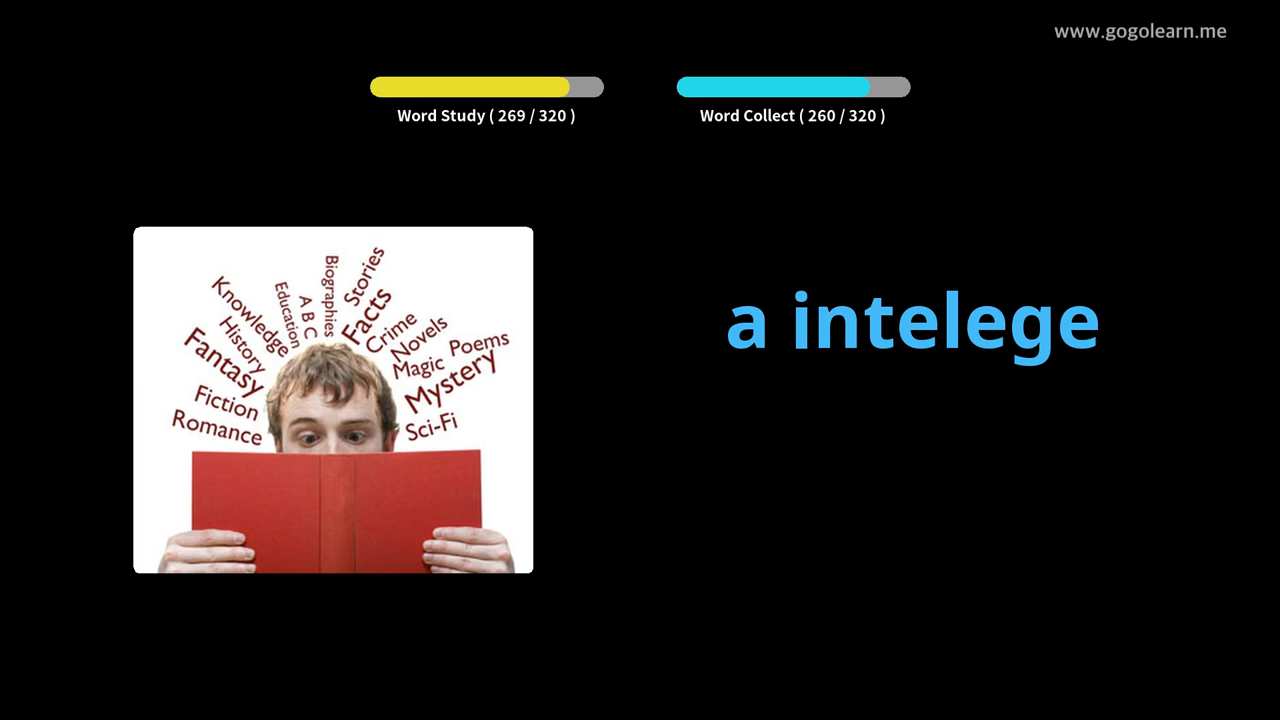 www.gogolearn.me
Word Study ( 269 / 320 )
Word Collect ( 260 / 320 )
a intelege
Biographies
Stories
Knowledge
Education
A B C
Facts
Crime
History
Novels
Poems
Fantasy
Magic
Mystery
Fiction
Romance
Sci-Fi